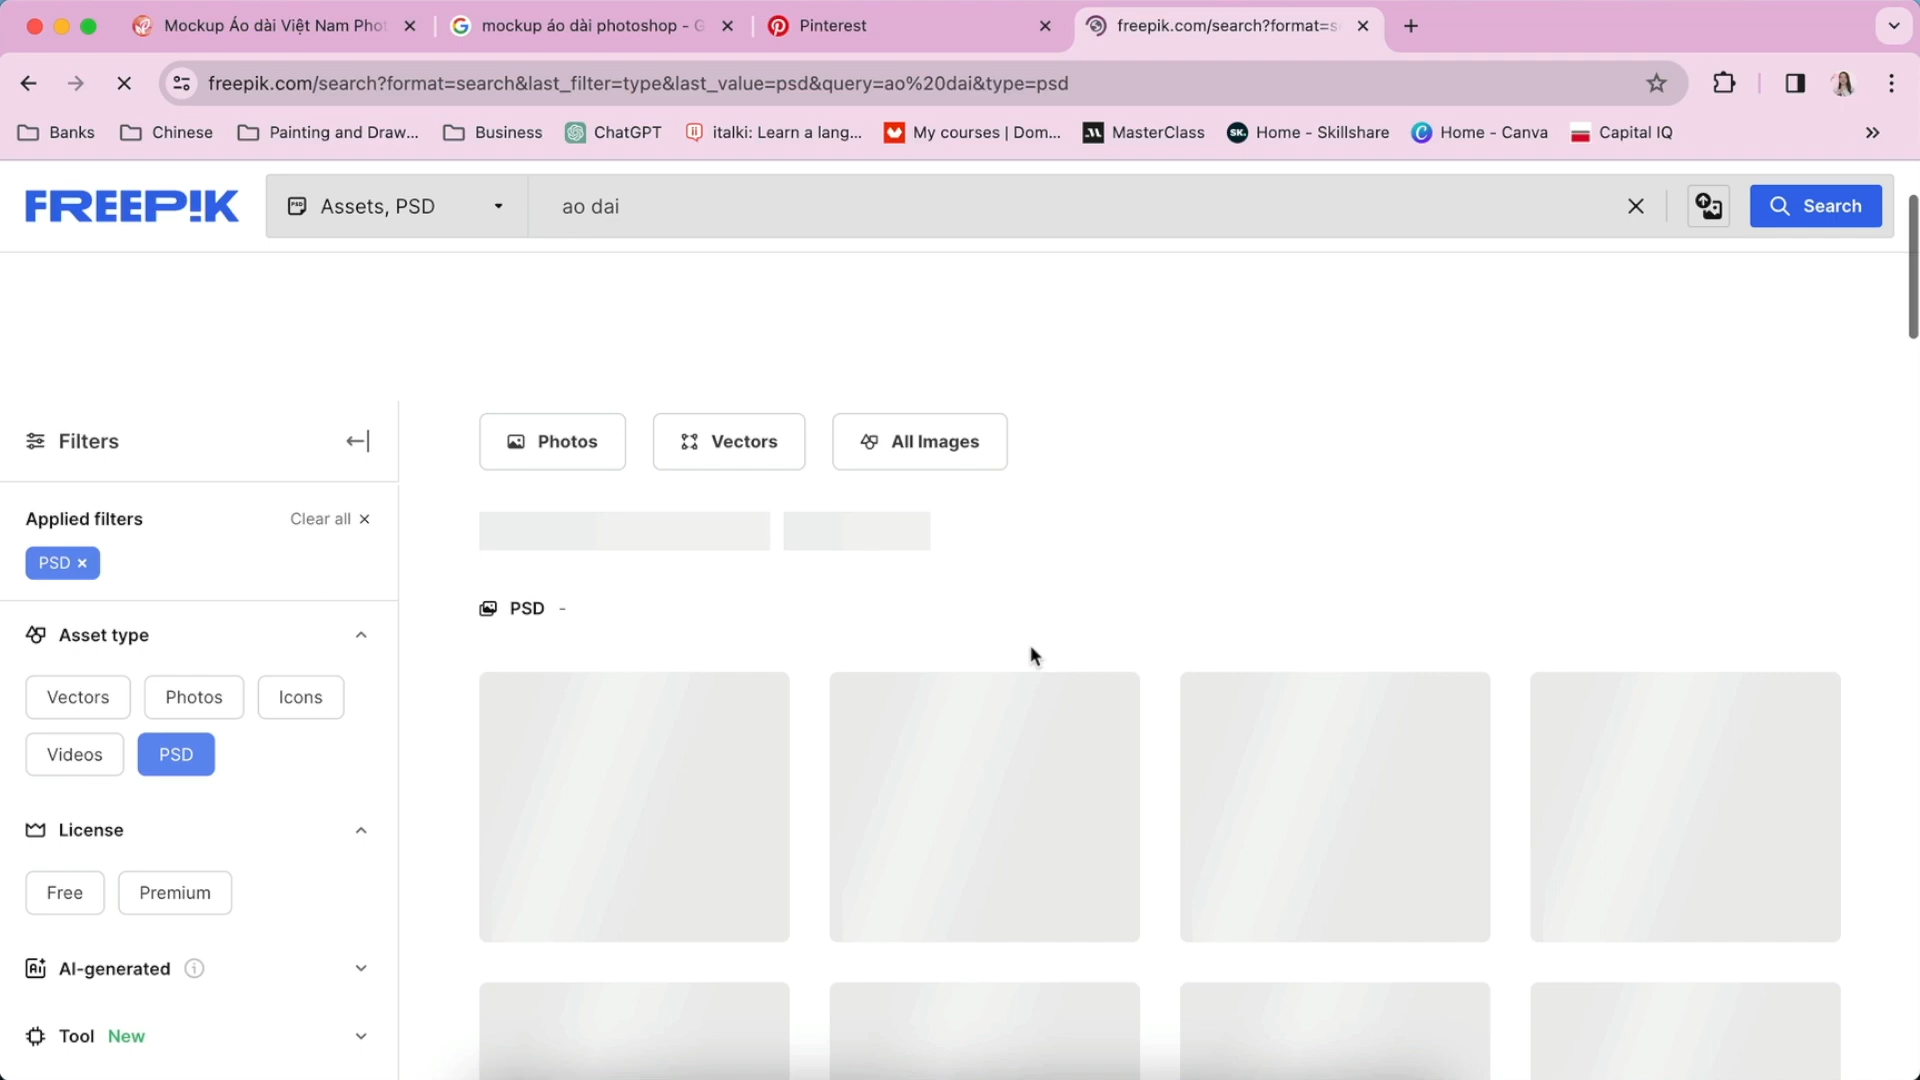 Mockup Áo dài Việt Nam Phot
mockup áo dài photoshop - G
Pinterest
freepik.com/search?format=se
freepik.com/search?format=search&last_filter=type&last_value=psd&query=ao%20dai&type=psd
Banks
Chinese
Painting and Draw...
Business
ChatGPT
italki: Learn a lang...
My courses | Dom...
MasterClass
Home - Skillshare
Home - Canva
Capital IQ
FREEP!K
Assets, PSD
ao dai
Search
Filters
Photos
Vectors
All Images
Applied filters
Clear all
PSD
PSD -
Asset type
Vectors
Photos
Icons
Videos
PSD
License
Free
Premium
AI-generated
Tool New